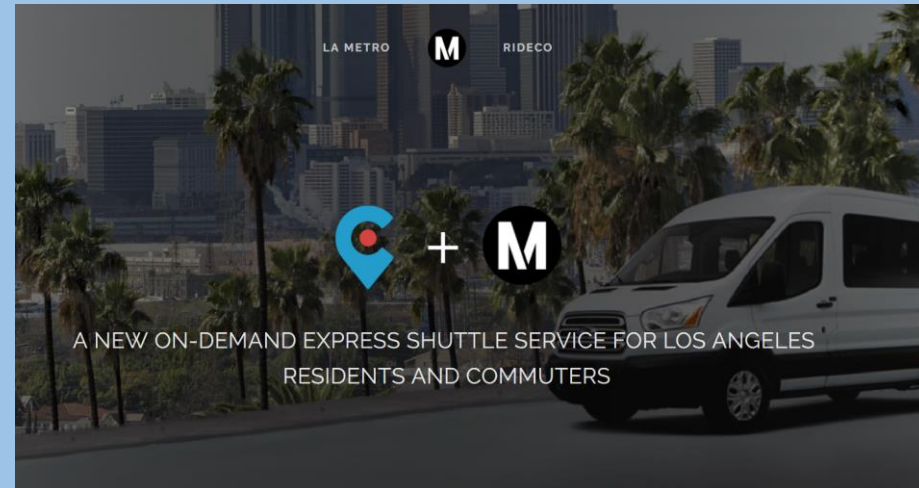 LA METRO M RIDECO
+ M
A NEW ON-DEMAND EXPRESS SHUTTLE SERVICE FOR LOS ANGELES
RESIDENTS AND COMMUTERS